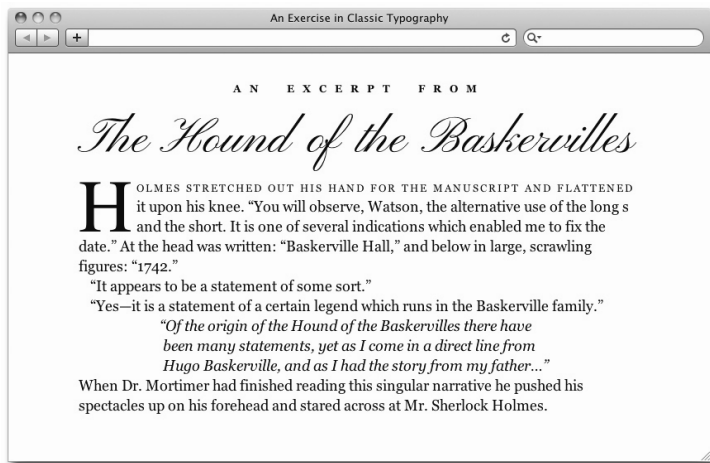 An Exercise in Classic Typography
AN EXCERPT FROM
The Hound of the Baskervilles
HOLMES STRETCHED OUT HIS HAND FOR THE MANUSCRIPT AND FLATTENED
it upon his knee. “You will observe, Watson, the alternative use of the long s
and the short. It is one of several indications which enabled me to fix the
date.” At the head was written: “Baskerville Hall,” and below in large, scrawling
figures: “1742.”
“It appears to be a statement of some sort.”
“Yes—it is a statement of a certain legend which runs in the Baskerville family.”
“Of the origin of the Hound of the Baskervilles there have
been many statements, yet as I come in a direct line from
Hugo Baskerville, and as I had the story from my father...”
When Dr. Mortimer had finished reading this singular narrative he pushed his
spectacles up on his forehead and stared across at Mr. Sherlock Holmes.